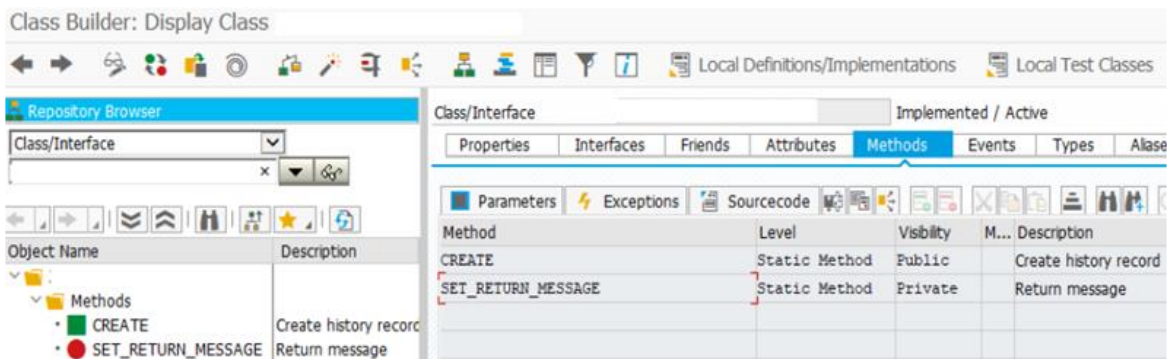 Class Builder: Display Class
Local Definitions/Implementations
Local Test Classes
Repository Browser
Class/Interface
Object Name Description
Methods
CREATE Create history record
SET_RETURN_MESSAGE Return message
Class/Interface Implemented / Active
Properties Interfaces Friends Attributes Methods Events Types Aliase
Parameters Exceptions Sourcecode
Method Level Visibility M... Description
CREATE Static Method Public Create history record
SET_RETURN_MESSAGE Static Method Private Return message